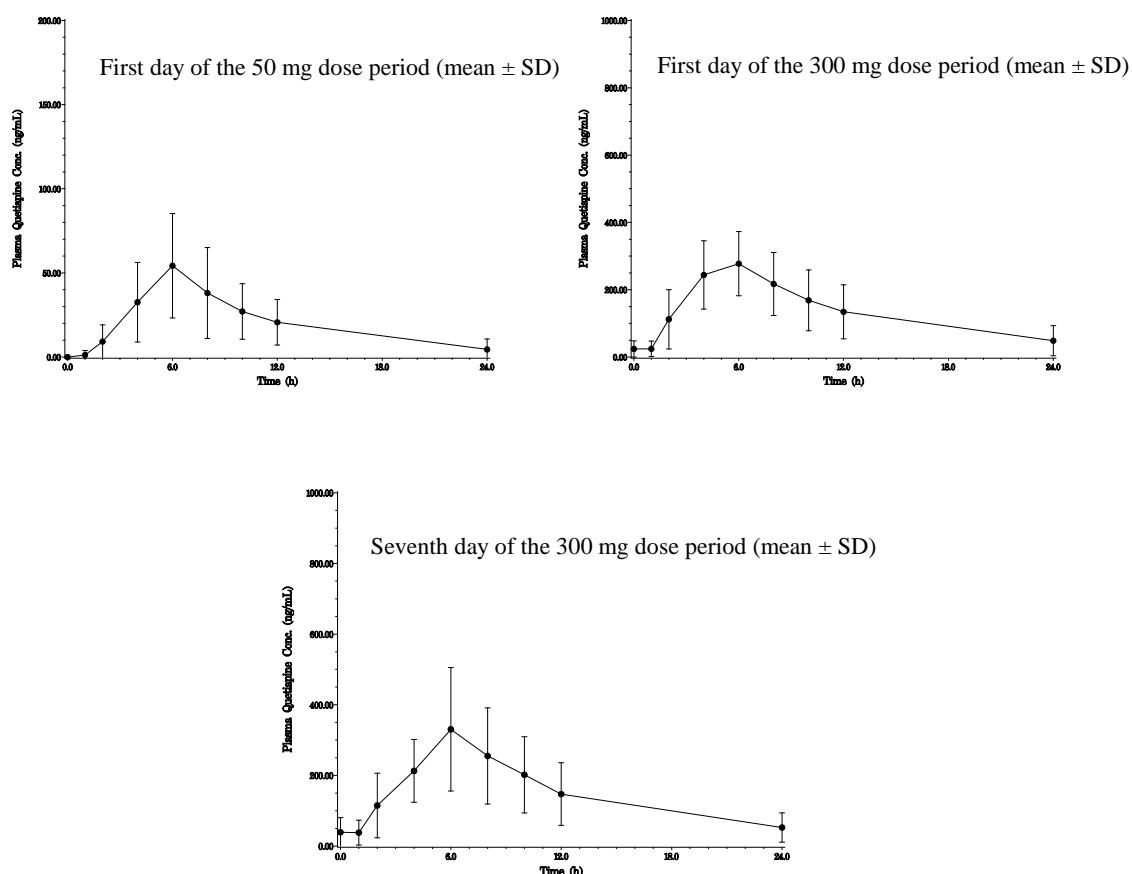 First day of the 50 mg dose period (mean ± SD)
Plasma Quetiapine Conc. (ng/mL)
200.00
150.00
100.00
50.00
0.00
0.0 6.0 12.0 18.0 24.0
Time (h)
First day of the 300 mg dose period (mean ± SD)
Plasma Quetiapine Conc. (ng/mL)
1000.00
800.00
600.00
400.00
200.00
0.00
0.0 6.0 12.0 18.0 24.0
Time (h)
Seventh day of the 300 mg dose period (mean ± SD)
Plasma Quetiapine Conc. (ng/mL)
1000.00
800.00
600.00
400.00
200.00
0.00
0.0 6.0 12.0 18.0 24.0
Time (h)